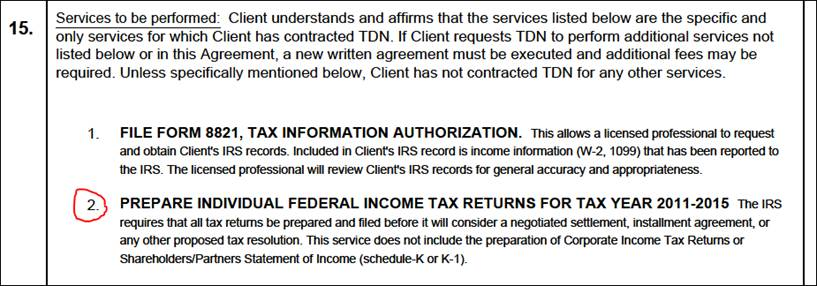 15.
Services to be performed: Client understands and affirms that the services listed below are the specific and
only services for which Client has contracted TDN. If Client requests TDN to perform additional services not
listed below or in this Agreement, a new written agreement must be executed and additional fees may be
required. Unless specifically mentioned below, Client has not contracted TDN for any other services.
1. FILE FORM 8821, TAX INFORMATION AUTHORIZATION. This allows a licensed professional to request
and obtain Client's IRS records. Included in Client's IRS record is income information (W-2, 1099) that has been reported to
the IRS. The licensed professional will review Client's IRS records for general accuracy and appropriateness.
2. PREPARE INDIVIDUAL FEDERAL INCOME TAX RETURNS FOR TAX YEAR 2011-2015 The IRS
requires that all tax returns be prepared and filed before it will consider a negotiated settlement, installment agreement, or
any other proposed tax resolution. This service does not include the preparation of Corporate Income Tax Returns or
Shareholders/Partners Statement of Income (schedule-K or K-1).